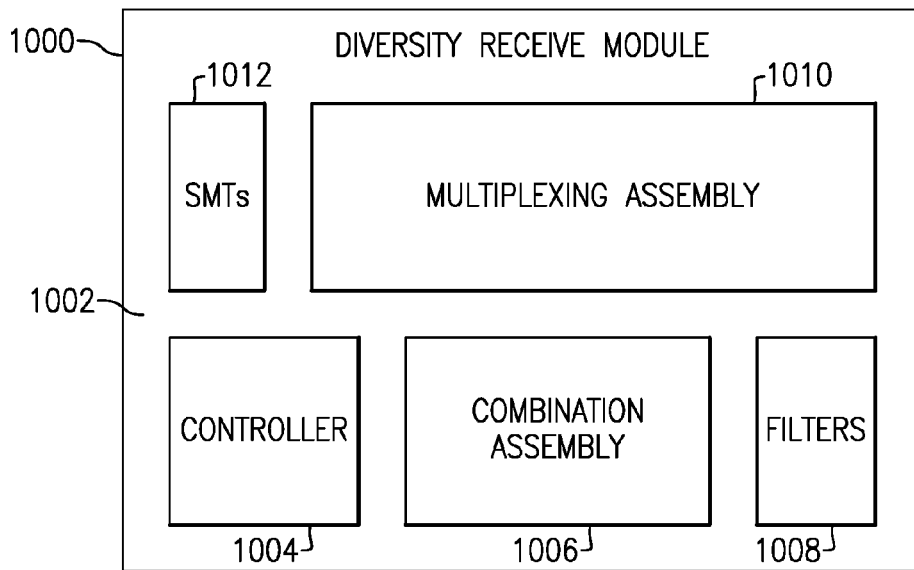 1000
DIVERSITY RECEIVE MODULE
1012
1010
SMTs
MULTIPLEXING ASSEMBLY
1002
CONTROLLER
COMBINATION
ASSEMBLY
FILTERS
1004
1006
1008